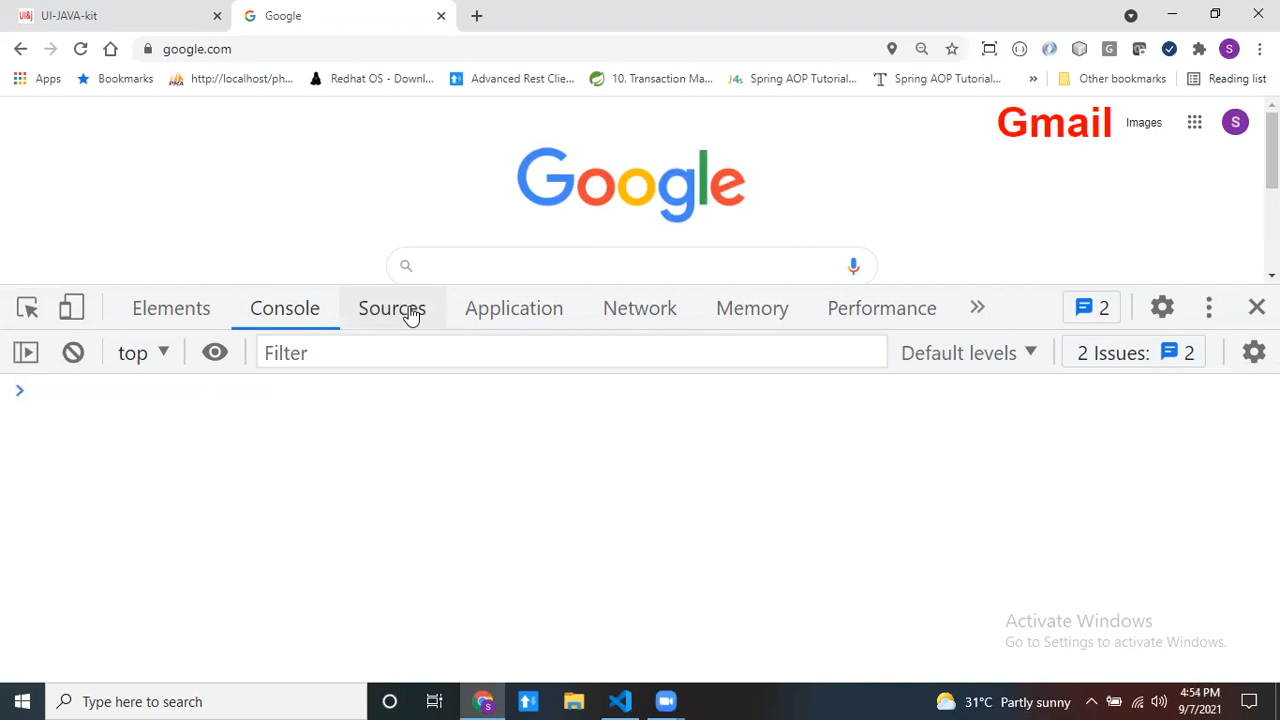 UI&J UI-JAVA-kit
Google
google.com
S
Apps Bookmarks http://localhost/ph... Redhat OS - Downl... Advanced Rest Clie... 10. Transaction Ma... J4s Spring AOP Tutorial... T Spring AOP Tutorial... » Other bookmarks Reading list
Gmail Images S
Google
Elements Console Sources Application Network Memory Performance » 2
top Filter Default levels 2 Issues: 2
Activate Windows
Go to Settings to activate Windows.
Type here to search 31°C Partly sunny 4:54 PM
9/7/2021